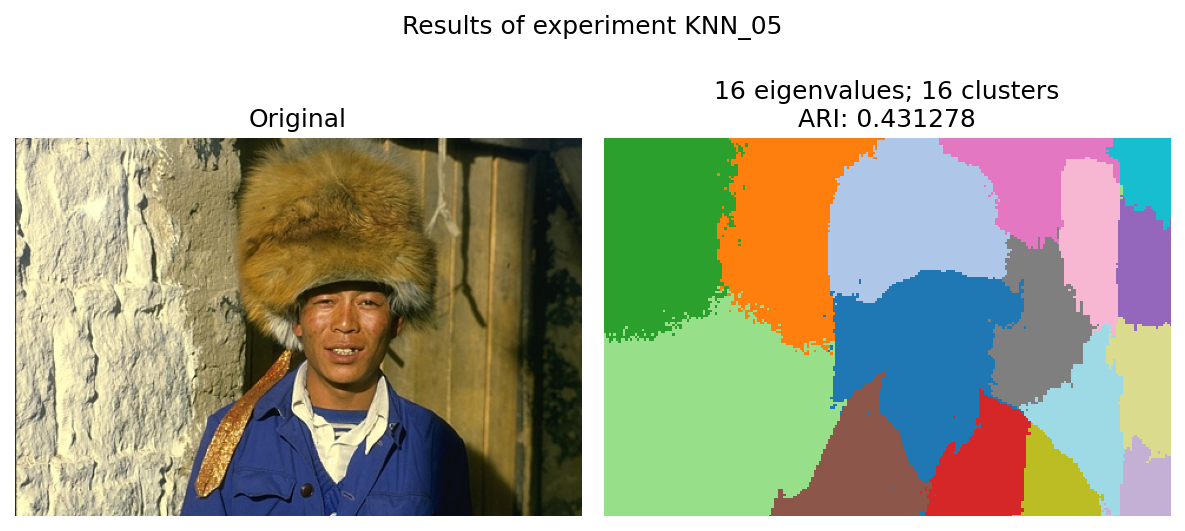 Results of experiment KNN_05
Original
16 eigenvalues; 16 clusters
ARI: 0.431278